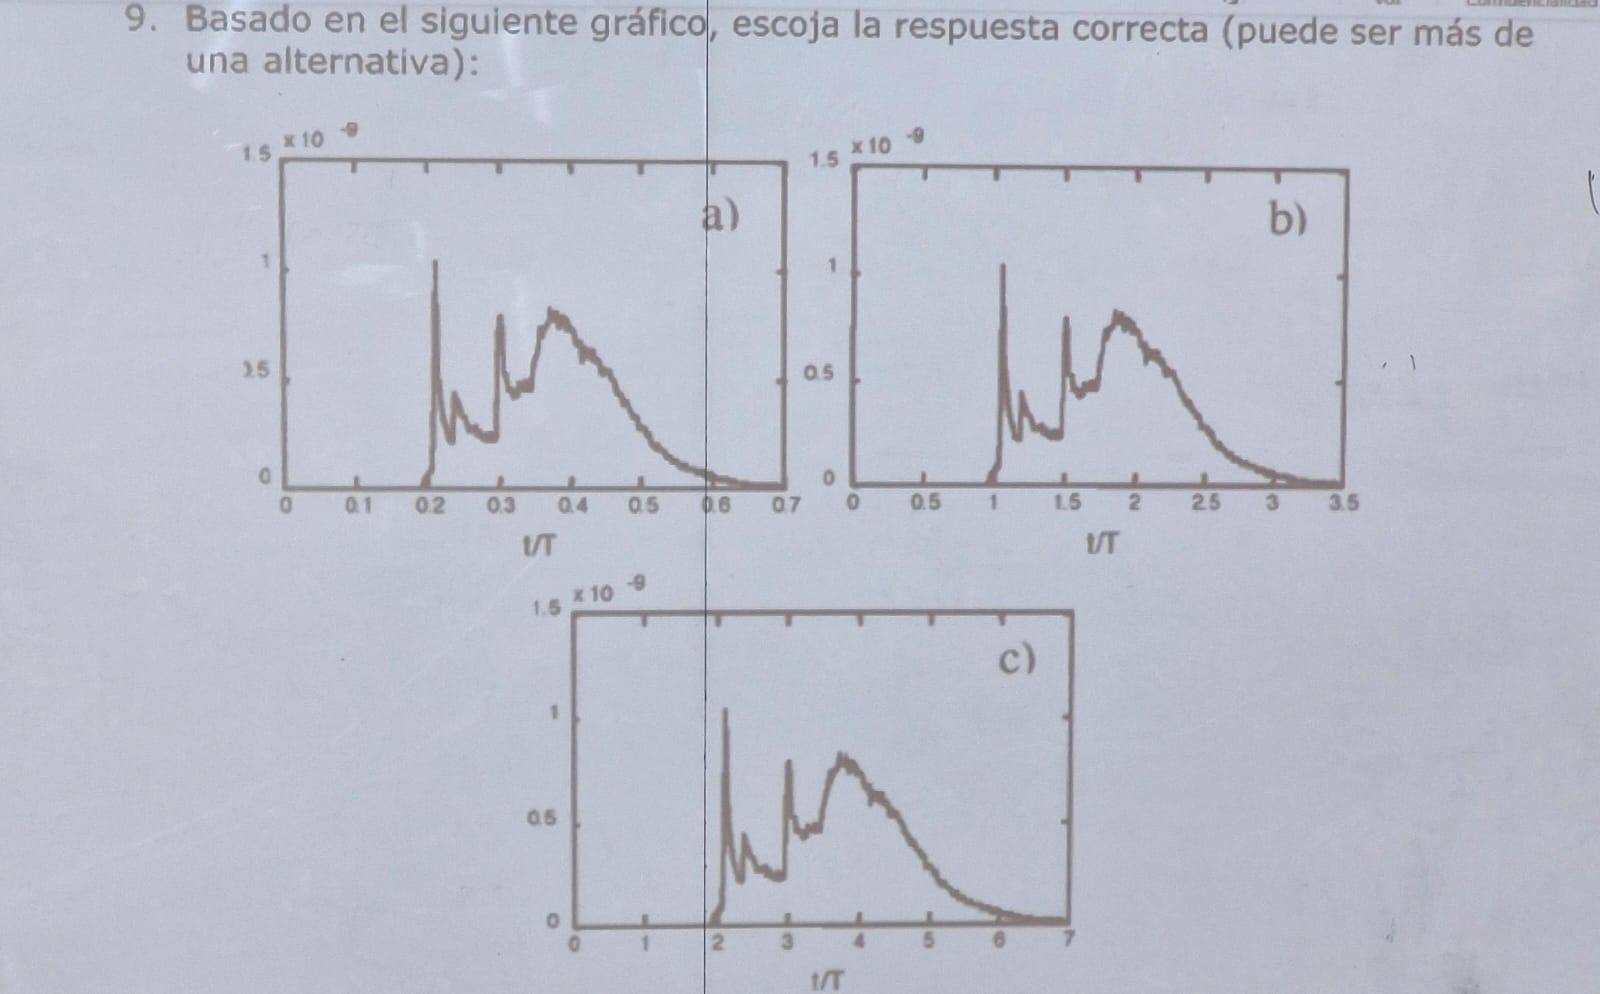 9. Basado en el siguiente gráfico, escoja la respuesta correcta (puede ser más de
una alternativa):
x 10 -9
1.5
a)
1
0.5
0
0 0.1 0.2 0.3 0.4 0.5 0.6 0.7
t/T
x 10 -9
1.5
b)
1
0.5
0
0 0.5 1 1.5 2 2.5 3 3.5
t/T
x 10 -9
1.5
c)
1
0.5
0
0 1 2 3 4 5 6 7
t/T